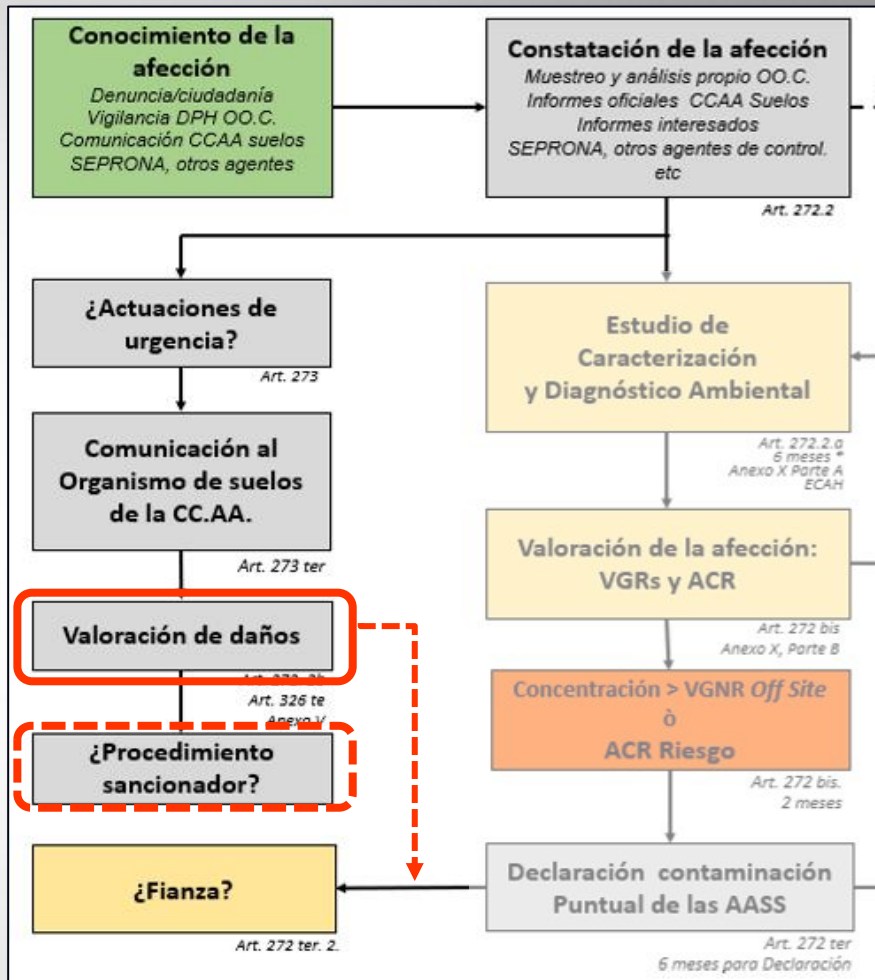 Conocimiento de la
afección
Denuncia/ciudadanía
Vigilancia DPH OO.C.
Comunicación CCAA suelos
SEPRONA, otros agentes
Constatación de la afección
Muestreo y análisis propio OO.C.
Informes oficiales CCAA Suelos
Informes interesados
SEPRONA, otros agentes de control.
etc
Art. 272.2
¿Actuaciones de
urgencia?
Art. 273
Comunicación al
Organismo de suelos
de la CC.AA.
Art. 273 ter
Valoración de daños
Art. 326 te
Anexo V
¿Procedimiento
sancionador?
¿Fianza?
Art. 272 ter. 2.
Estudio de
Caracterización
y Diagnóstico Ambiental
Art. 272.2.a
6 meses *
Anexo X Parte A
ECAH
Valoración de la afección:
VGRs y ACR
Art. 272 bis
Anexo X, Parte B
Concentración > VGNR Off Site
ò
ACR Riesgo
Art. 272 bis.
2 meses
Declaración contaminación
Puntual de las AASS
Art. 272 ter
6 meses para Declaración